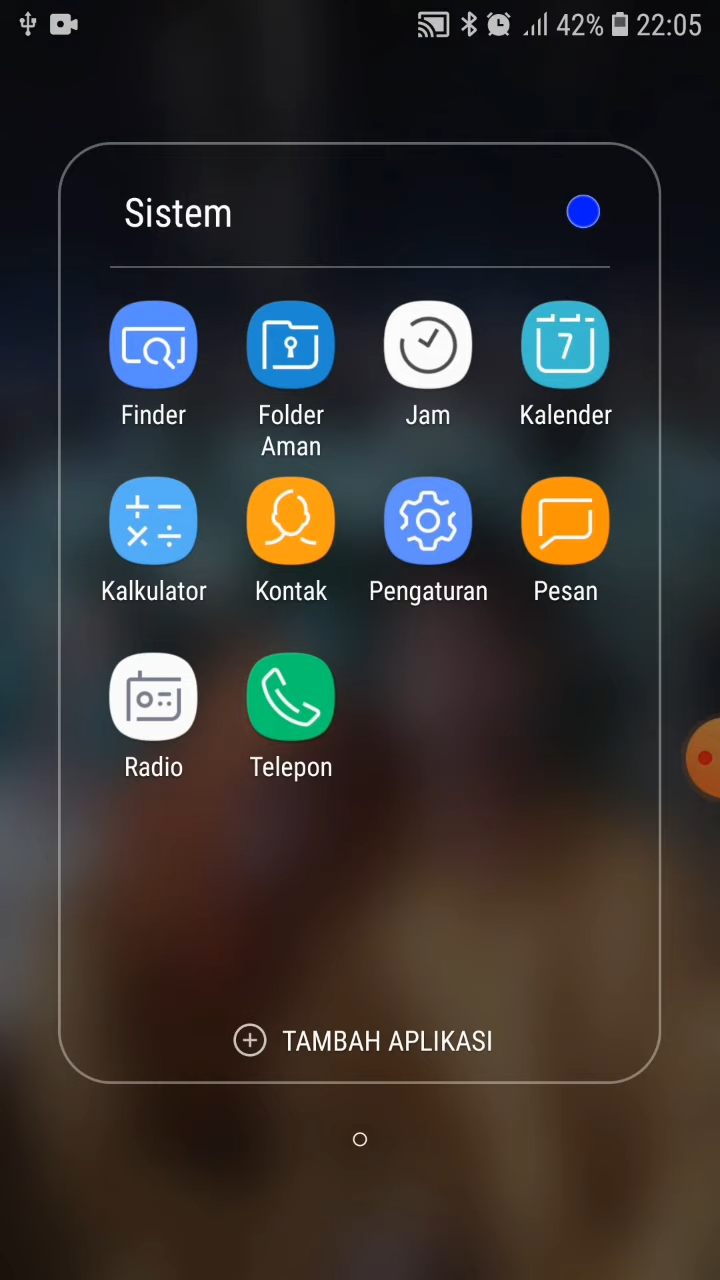 42% 22:05
Sistem
7
Finder
Folder
Aman
Jam
Kalender
Kalkulator
Kontak
Pengaturan
Pesan
Radio
Telepon
TAMBAH APLIKASI